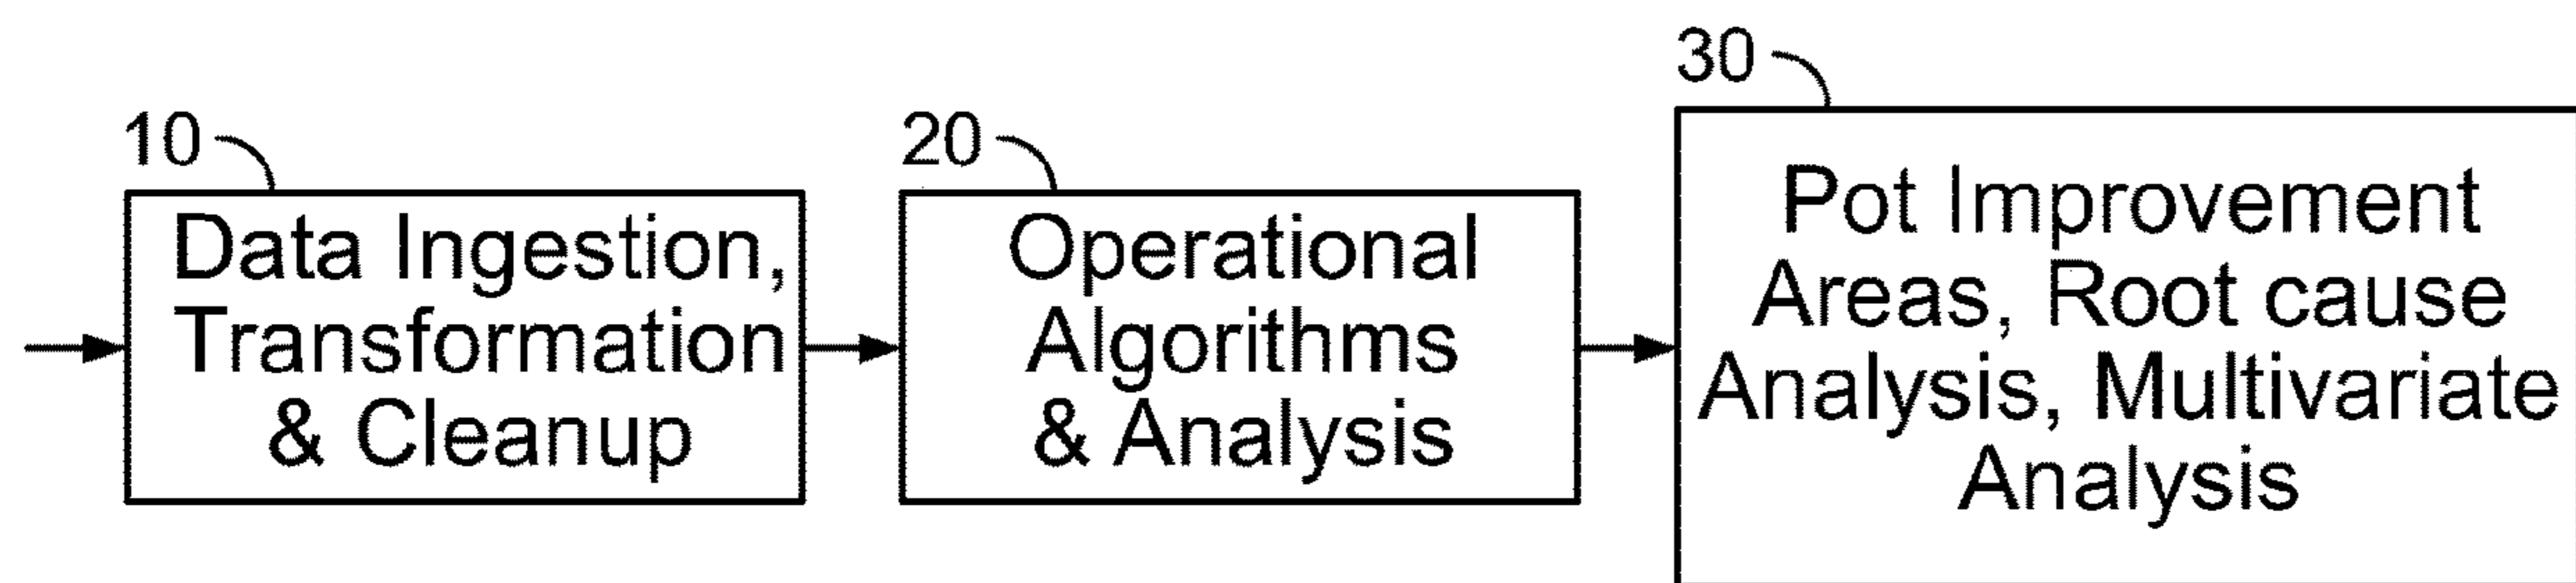 10
Data Ingestion,
Transformation
& Cleanup
20
Operational
Algorithms
& Analysis
30
Pot Improvement
Areas, Root cause
Analysis, Multivariate
Analysis